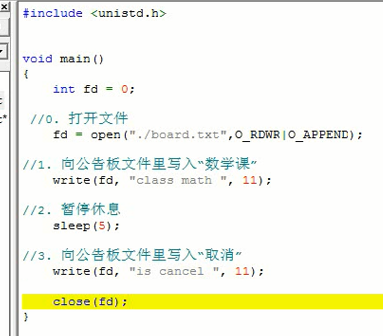 #include <unistd.h>
void main()
{
int fd = 0;
//0. 打开文件
fd = open("./board.txt",O_RDWR|O_APPEND);
//1. 向公告板文件里写入“数学课”
write(fd, "class math ", 11);
//2. 暂停休息
sleep(5);
//3. 向公告板文件里写入“取消”
write(fd, "is cancel ", 11);
close(fd);
}